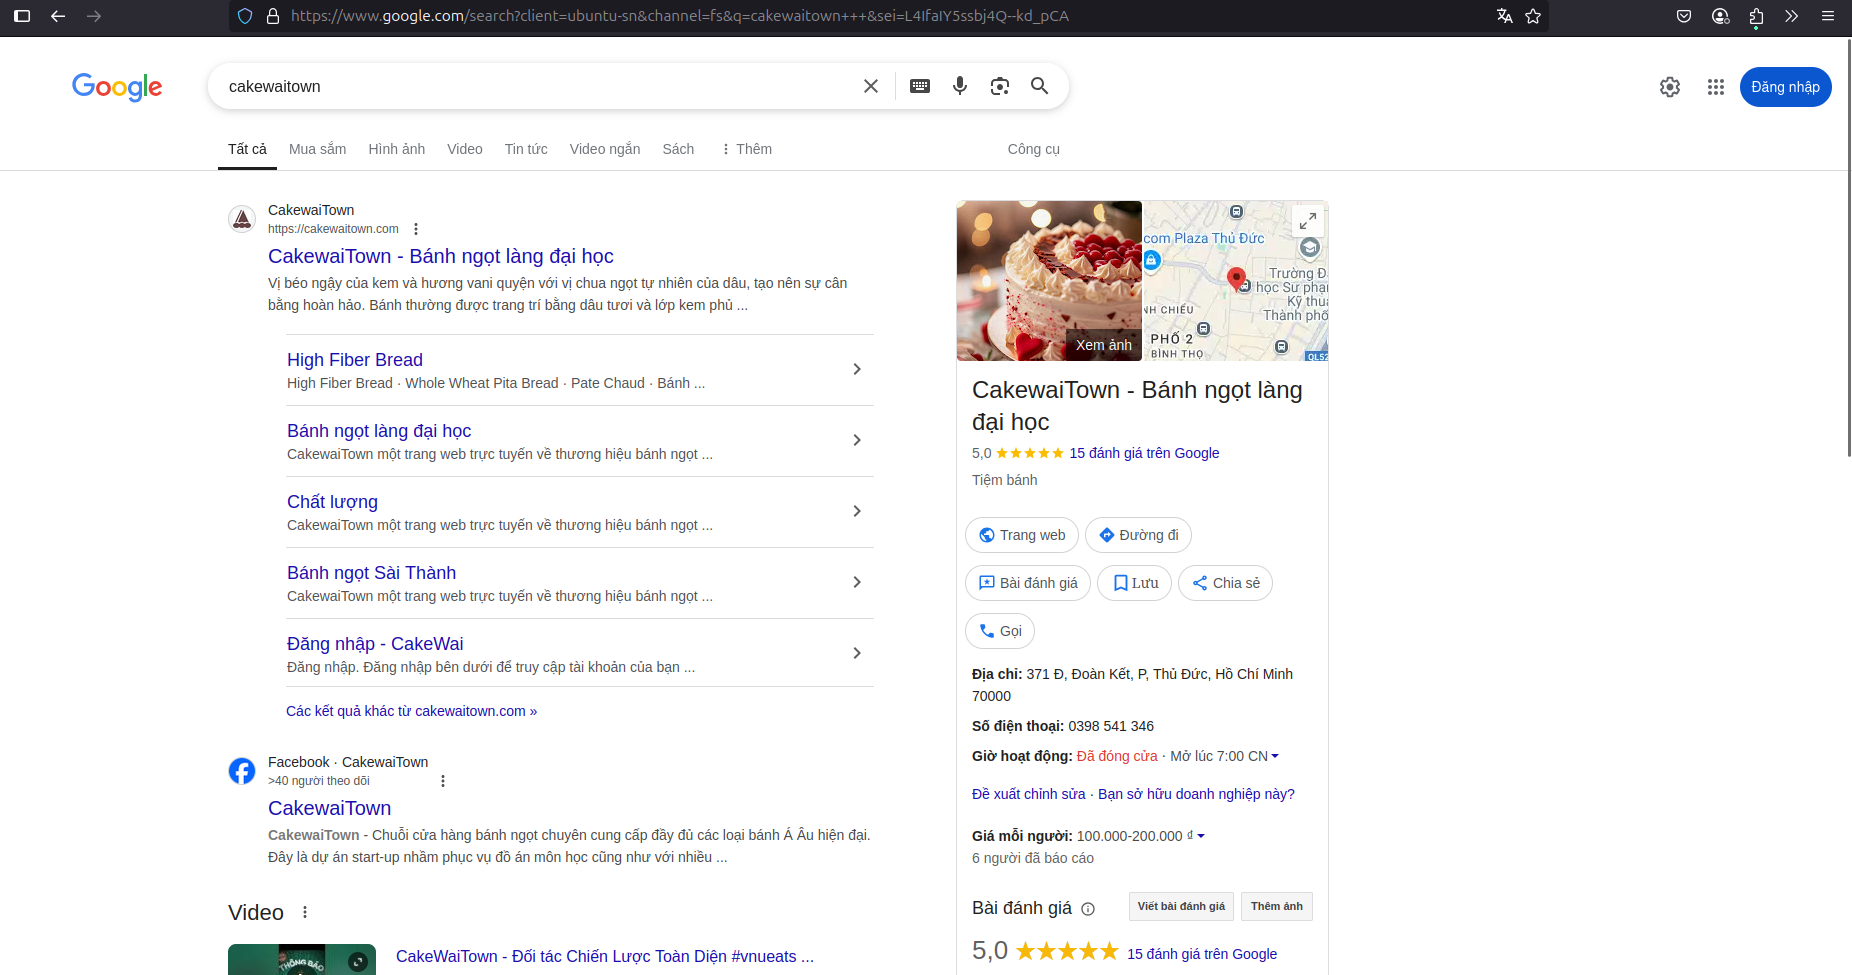 https://www.google.com/search?client=ubuntu-sn&channel=fs&q=cakewaitown+++&sei=L4IfaIY5ssbj4Q--kd_pCA
Google
cakewaitown
Đăng nhập
Tất cả
Mua sắm
Hình ảnh
Video
Tin tức
Video ngắn
Sách
Thêm
Công cụ
CakewaiTown
https://cakewaitown.com
CakewaiTown - Bánh ngọt làng đại học
Vị béo ngậy của kem và hương vani quyện với vị chua ngọt tự nhiên của dâu, tạo nên sự cân
bằng hoàn hảo. Bánh thường được trang trí bằng dâu tươi và lớp kem phủ ...
High Fiber Bread
High Fiber Bread · Whole Wheat Pita Bread · Pate Chaud · Bánh ...
Bánh ngọt làng đại học
CakewaiTown một trang web trực tuyến về thương hiệu bánh ngọt ...
Chất lượng
CakewaiTown một trang web trực tuyến về thương hiệu bánh ngọt ...
Bánh ngọt Sài Thành
CakewaiTown một trang web trực tuyến về thương hiệu bánh ngọt ...
Đăng nhập - CakeWai
Đăng nhập. Đăng nhập bên dưới để truy cập tài khoản của bạn ...
Các kết quả khác từ cakewaitown.com »
Facebook · CakewaiTown
>40 người theo dõi
CakewaiTown
CakewaiTown - Chuỗi cửa hàng bánh ngọt chuyên cung cấp đầy đủ các loại bánh Á Âu hiện đại.
Đây là dự án start-up nhằm phục vụ đồ án môn học cũng như với nhiều ...
Video
THÔNG BÁO
CakeWaiTown - Đối tác Chiến Lược Toàn Diện #vnueats ...
Xem ảnh
com Plaza Thủ Đức
Trường Đ
học Sư phạ
Kỹ thu
Thành phố
NH CHIỂU
PHỐ 2
BÌNH THỌ
QL52
CakewaiTown - Bánh ngọt làng
đại học
5,0 15 đánh giá trên Google
Tiệm bánh
Trang web
Đường đi
Bài đánh giá
Lưu
Chia sẻ
Gọi
Địa chỉ: 371 Đ, Đoàn Kết, P, Thủ Đức, Hồ Chí Minh
70000
Số điện thoại: 0398 541 346
Giờ hoạt động: Đã đóng cửa · Mở lúc 7:00 CN
Đề xuất chỉnh sửa · Bạn sở hữu doanh nghiệp này?
Giá mỗi người: 100.000-200.000 ₫
6 người đã báo cáo
Bài đánh giá
Viết bài đánh giá
Thêm ảnh
5,0 15 đánh giá trên Google